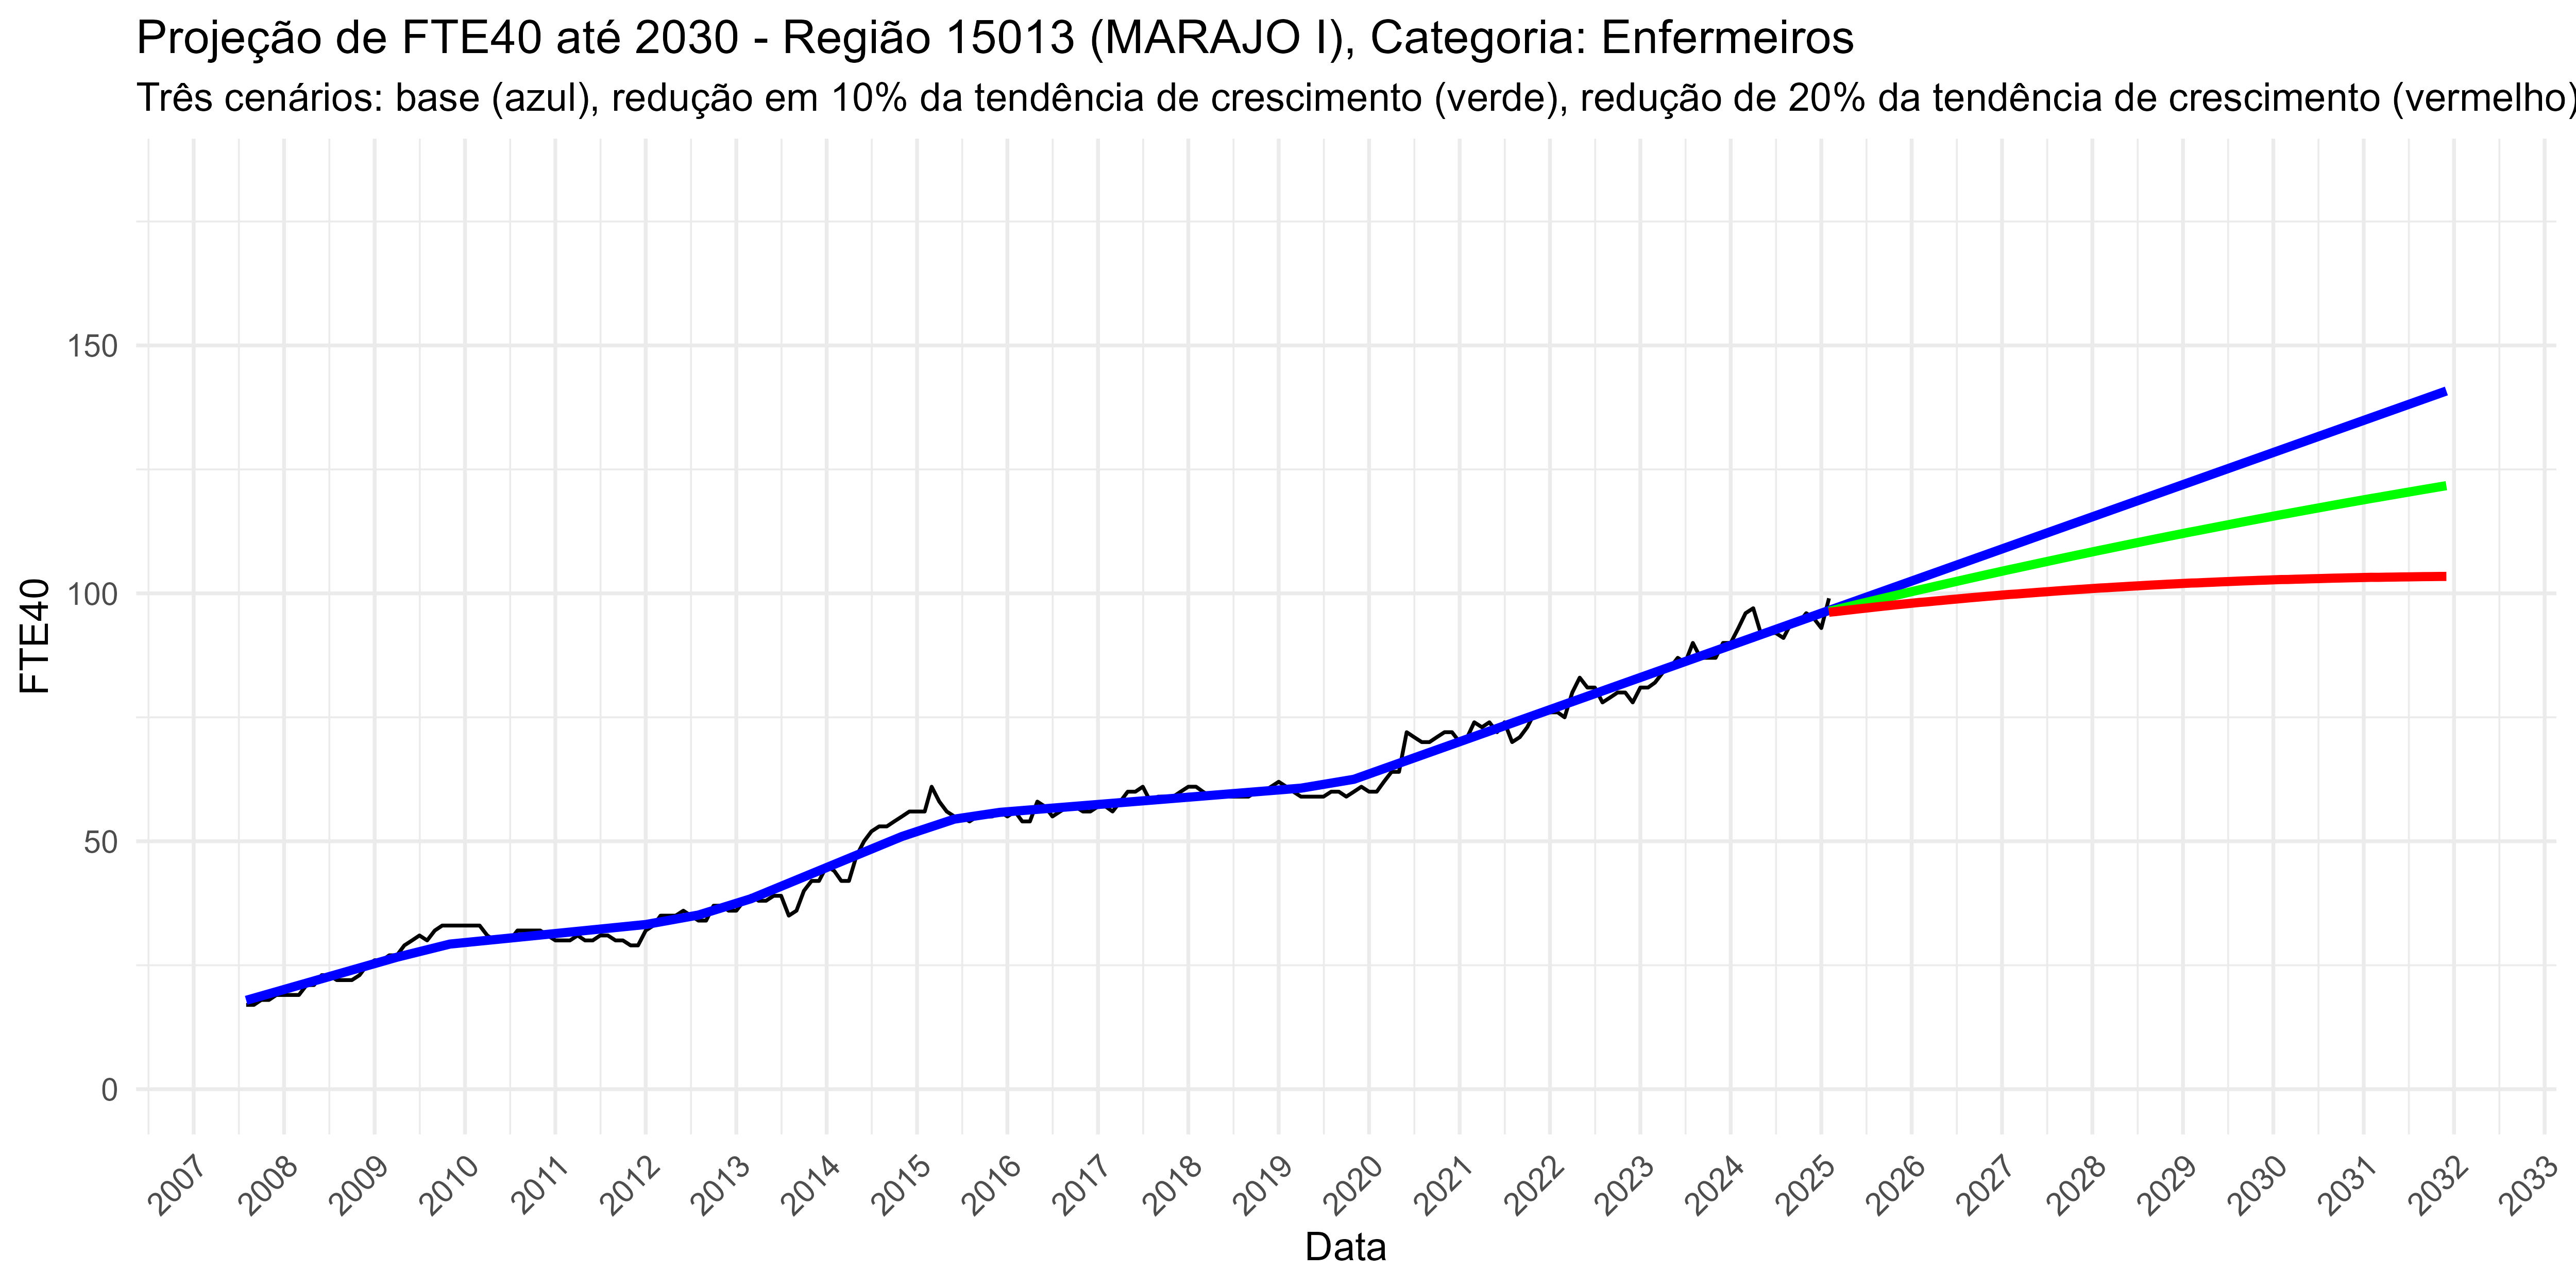 Projeção de FTE40 até 2030 - Região 15013 (MARAJO I), Categoria: Enfermeiros
Três cenários: base (azul), redução em 10% da tendência de crescimento (verde), redução de 20% da tendência de crescimento (vermelho)
150
100
50
0
FTE40
2007 2008 2009 2010 2011 2012 2013 2014 2015 2016 2017 2018 2019 2020 2021 2022 2023 2024 2025 2026 2027 2028 2029 2030 2031 2032 2033
Data